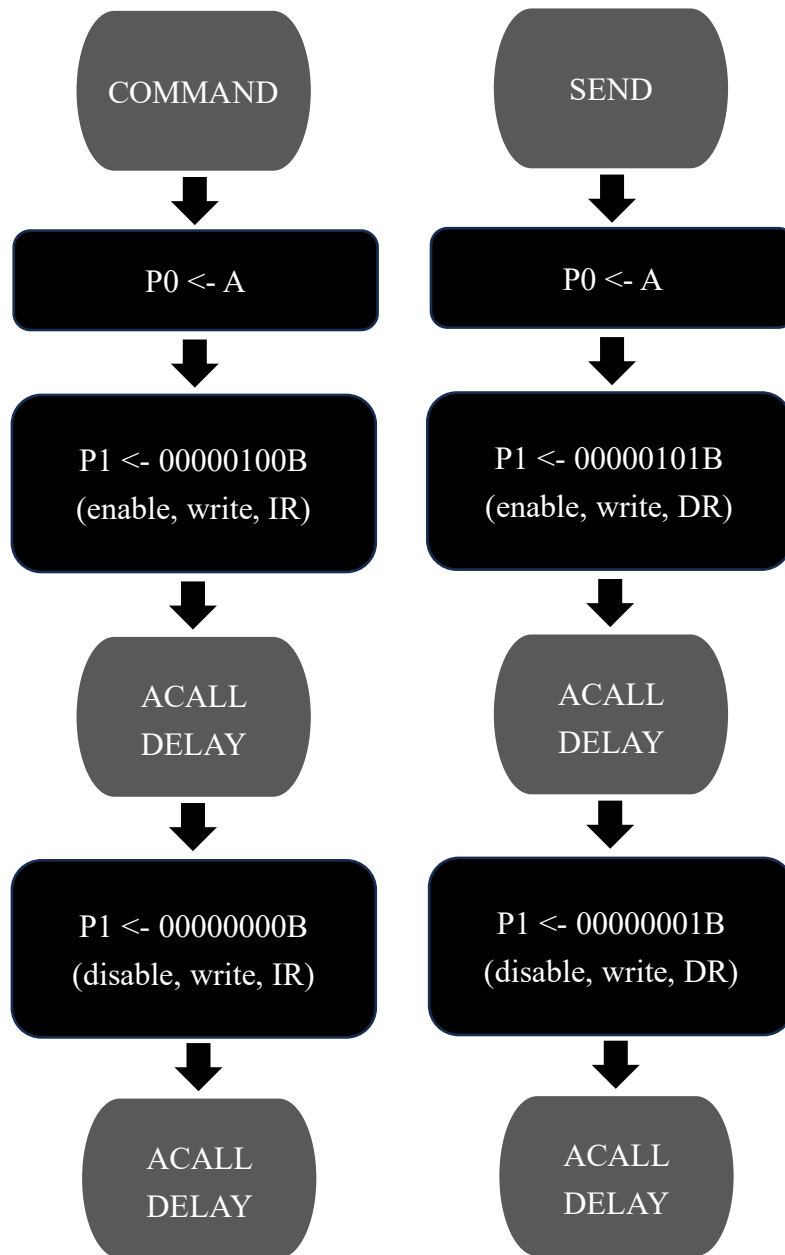 COMMAND
P0 <- A
P1 <- 00000100B
(enable, write, IR)
ACALL
DELAY
P1 <- 00000000B
(disable, write, IR)
ACALL
DELAY
SEND
P0 <- A
P1 <- 00000101B
(enable, write, DR)
ACALL
DELAY
P1 <- 00000001B
(disable, write, DR)
ACALL
DELAY